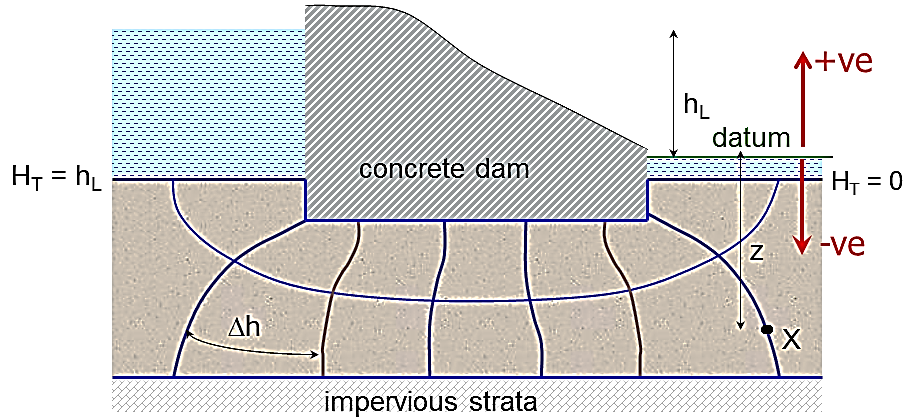 +ve
h_L
datum
concrete dam
H_T = h_L
H_T = 0
-ve
z
Δh
X
impervious strata